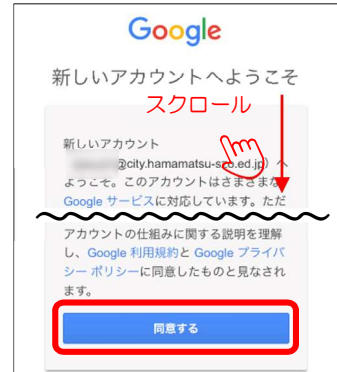 Google
新しいアカウントへようこそ
スクロール
新しいアカウント
@city.hamamatsu-szo.ed.jp）へ
ようこそ。このアカウントはさまざまな
Google サービスに対応しています。ただ
アカウントの仕組みに関する説明を理解
し、Google 利用規約と Google プライバ
シー ポリシーに同意したものと見なされ
ます。
同意する